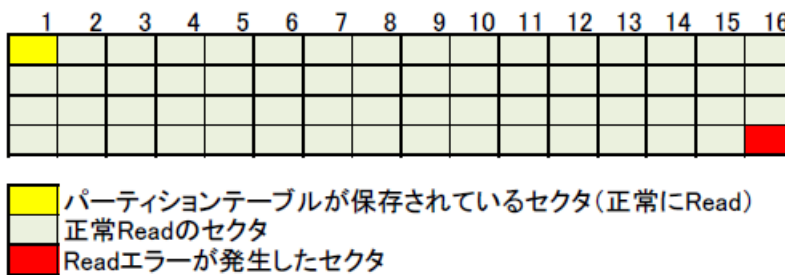 1 2 3 4 5 6 7 8 9 10 11 12 13 14 15 16
パーティションテーブルが保存されているセクタ(正常にRead)
正常Readのセクタ
Readエラーが発生したセクタ